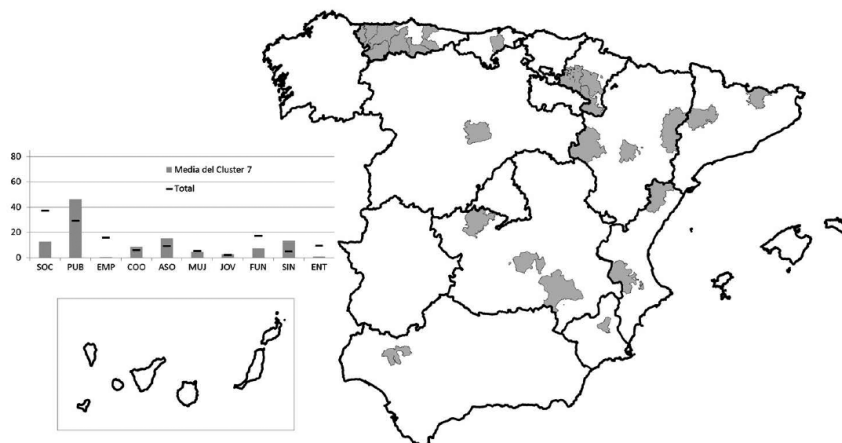 80
60
40
20
0
Media del Cluster 7
Total
SOC PUB EMP COO ASO MUJ JOV FUN SIN ENT